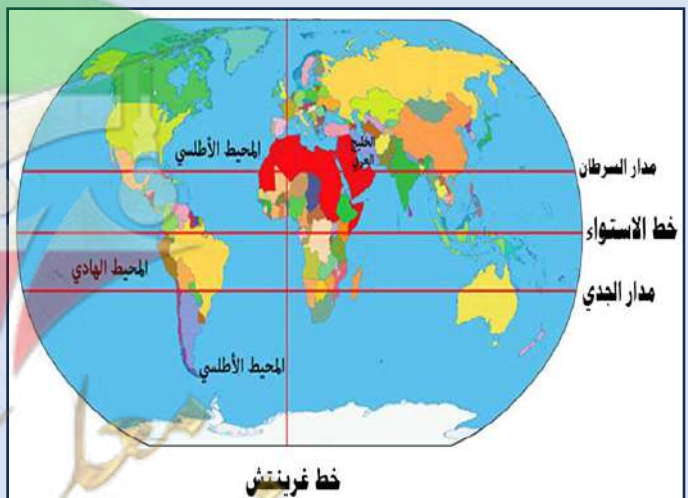 المحيط الأطلسي
الخليج
العربي
مدار السرطان
خط الاستواء
المحيط الهادي
مدار الجدي
المحيط الأطلسي
خط غرينتش